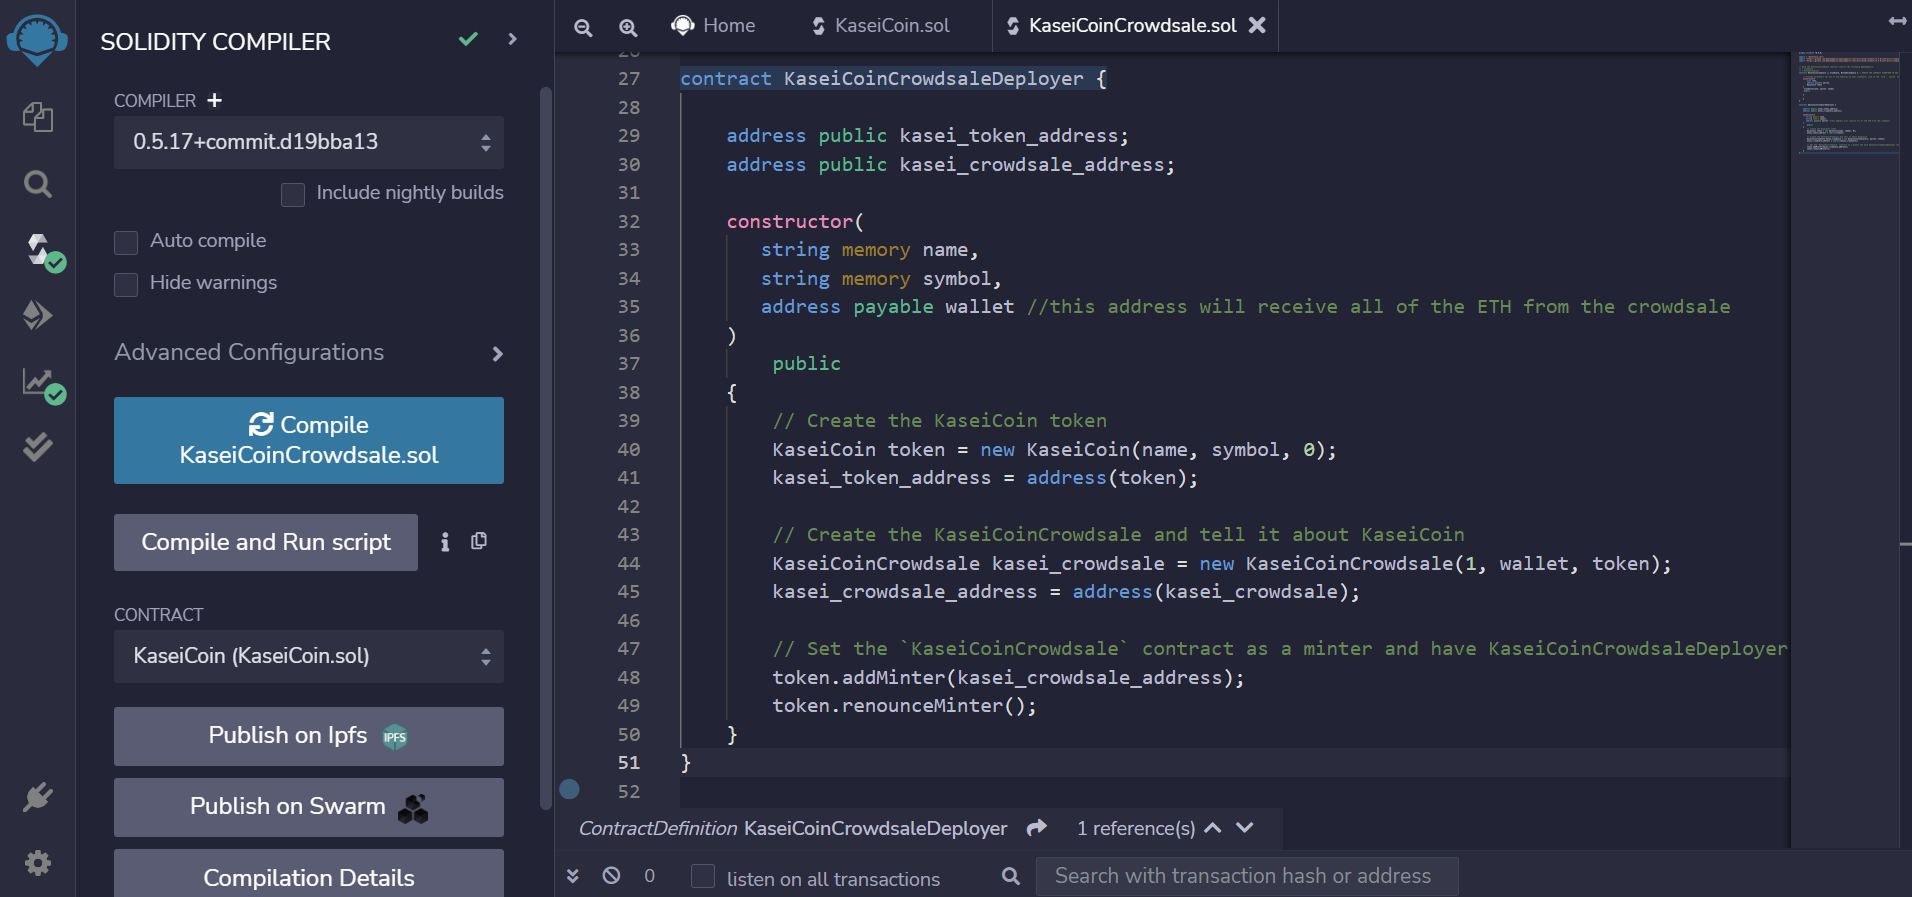 SOLIDITY COMPILER
COMPILER +
0.5.17+commit.d19bba13
Include nightly builds
Auto compile
Hide warnings
Advanced Configurations
Compile
KaseiCoinCrowdsale.sol
Compile and Run script
CONTRACT
KaseiCoin (KaseiCoin.sol)
Publish on Ipfs IPFS
Publish on Swarm
Compilation Details
Home KaseiCoin.sol KaseiCoinCrowdsale.sol
26
27 contract KaseiCoinCrowdsaleDeployer {
28
29 address public kasei_token_address;
30 address public kasei_crowdsale_address;
31
32 constructor(
33 string memory name,
34 string memory symbol,
35 address payable wallet //this address will receive all of the ETH from the crowdsale
36 )
37 public
38 {
39 // Create the KaseiCoin token
40 KaseiCoin token = new KaseiCoin(name, symbol, 0);
41 kasei_token_address = address(token);
42
43 // Create the KaseiCoinCrowdsale and tell it about KaseiCoin
44 KaseiCoinCrowdsale kasei_crowdsale = new KaseiCoinCrowdsale(1, wallet, token);
45 kasei_crowdsale_address = address(kasei_crowdsale);
46
47 // Set the `KaseiCoinCrowdsale` contract as a minter and have KaseiCoinCrowdsaleDeployer
48 token.addMinter(kasei_crowdsale_address);
49 token.renounceMinter();
50 }
51 }
52
ContractDefinition KaseiCoinCrowdsaleDeployer 1 reference(s)
0 listen on all transactions Search with transaction hash or address